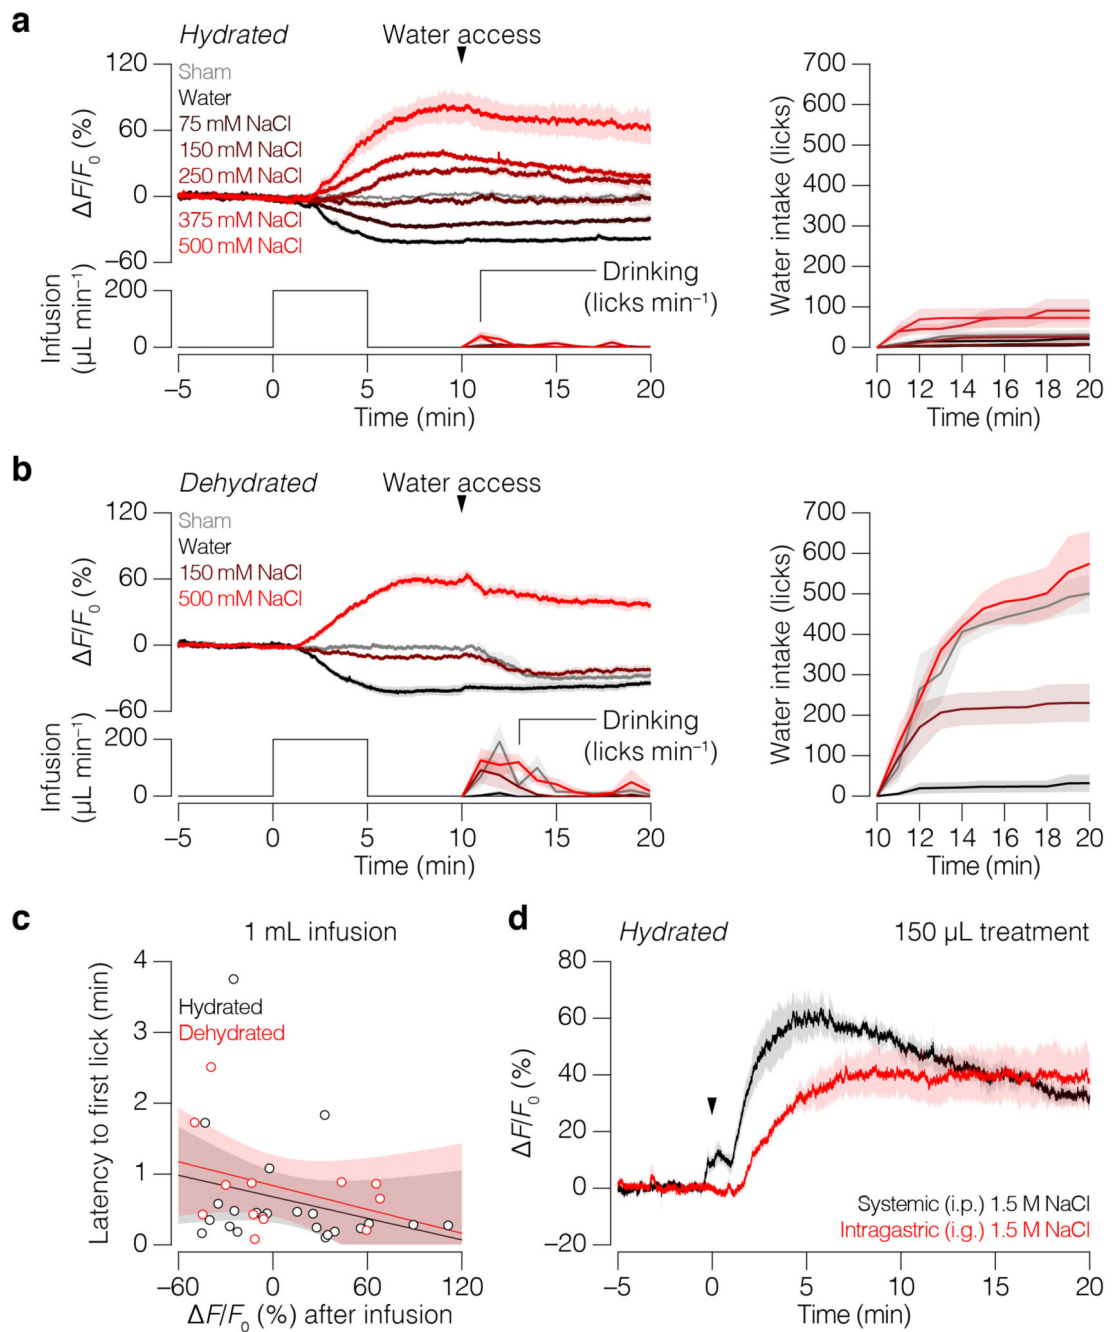 a
Hydrated
Water access
120
60
0
−60
ΔF/F0 (%)
Sham
Water
75 mM NaCl
150 mM NaCl
250 mM NaCl
375 mM NaCl
500 mM NaCl
200
0
Infusion
(µL min−1)
Drinking
(licks min−1)
−5 0 5 10 15 20
Time (min)
700
600
500
400
300
200
100
0
Water intake (licks)
10 12 14 16 18 20
Time (min)
b
Dehydrated
Water access
120
60
0
−60
ΔF/F0 (%)
Sham
Water
150 mM NaCl
500 mM NaCl
200
0
Infusion
(µL min−1)
Drinking
(licks min−1)
−5 0 5 10 15 20
Time (min)
700
600
500
400
300
200
100
0
Water intake (licks)
10 12 14 16 18 20
Time (min)
c
1 mL infusion
4
3
2
1
0
Latency to first lick (min)
Hydrated
Dehydrated
−60 0 60 120
ΔF/F0 (%) after infusion
d
Hydrated
150 µL treatment
80
60
40
20
0
−20
ΔF/F0 (%)
Systemic (i.p.) 1.5 M NaCl
Intragastric (i.g.) 1.5 M NaCl
−5 0 5 10 15 20
Time (min)